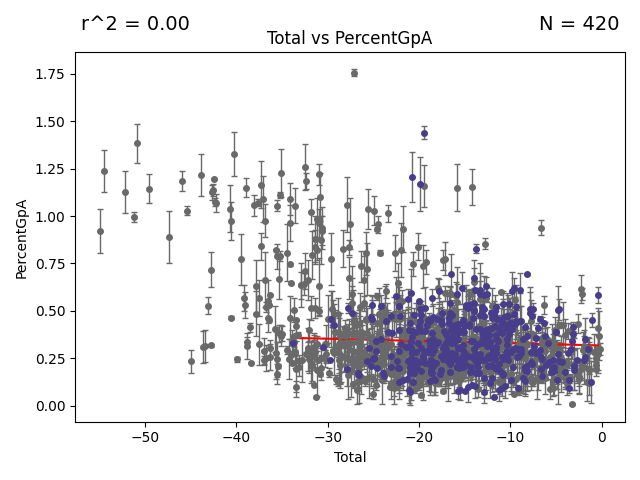 r^2 = 0.00 N = 420
Total vs PercentGpA
PercentGpA
1.75
1.50
1.25
1.00
0.75
0.50
0.25
0.00
−50 −40 −30 −20 −10 0
Total